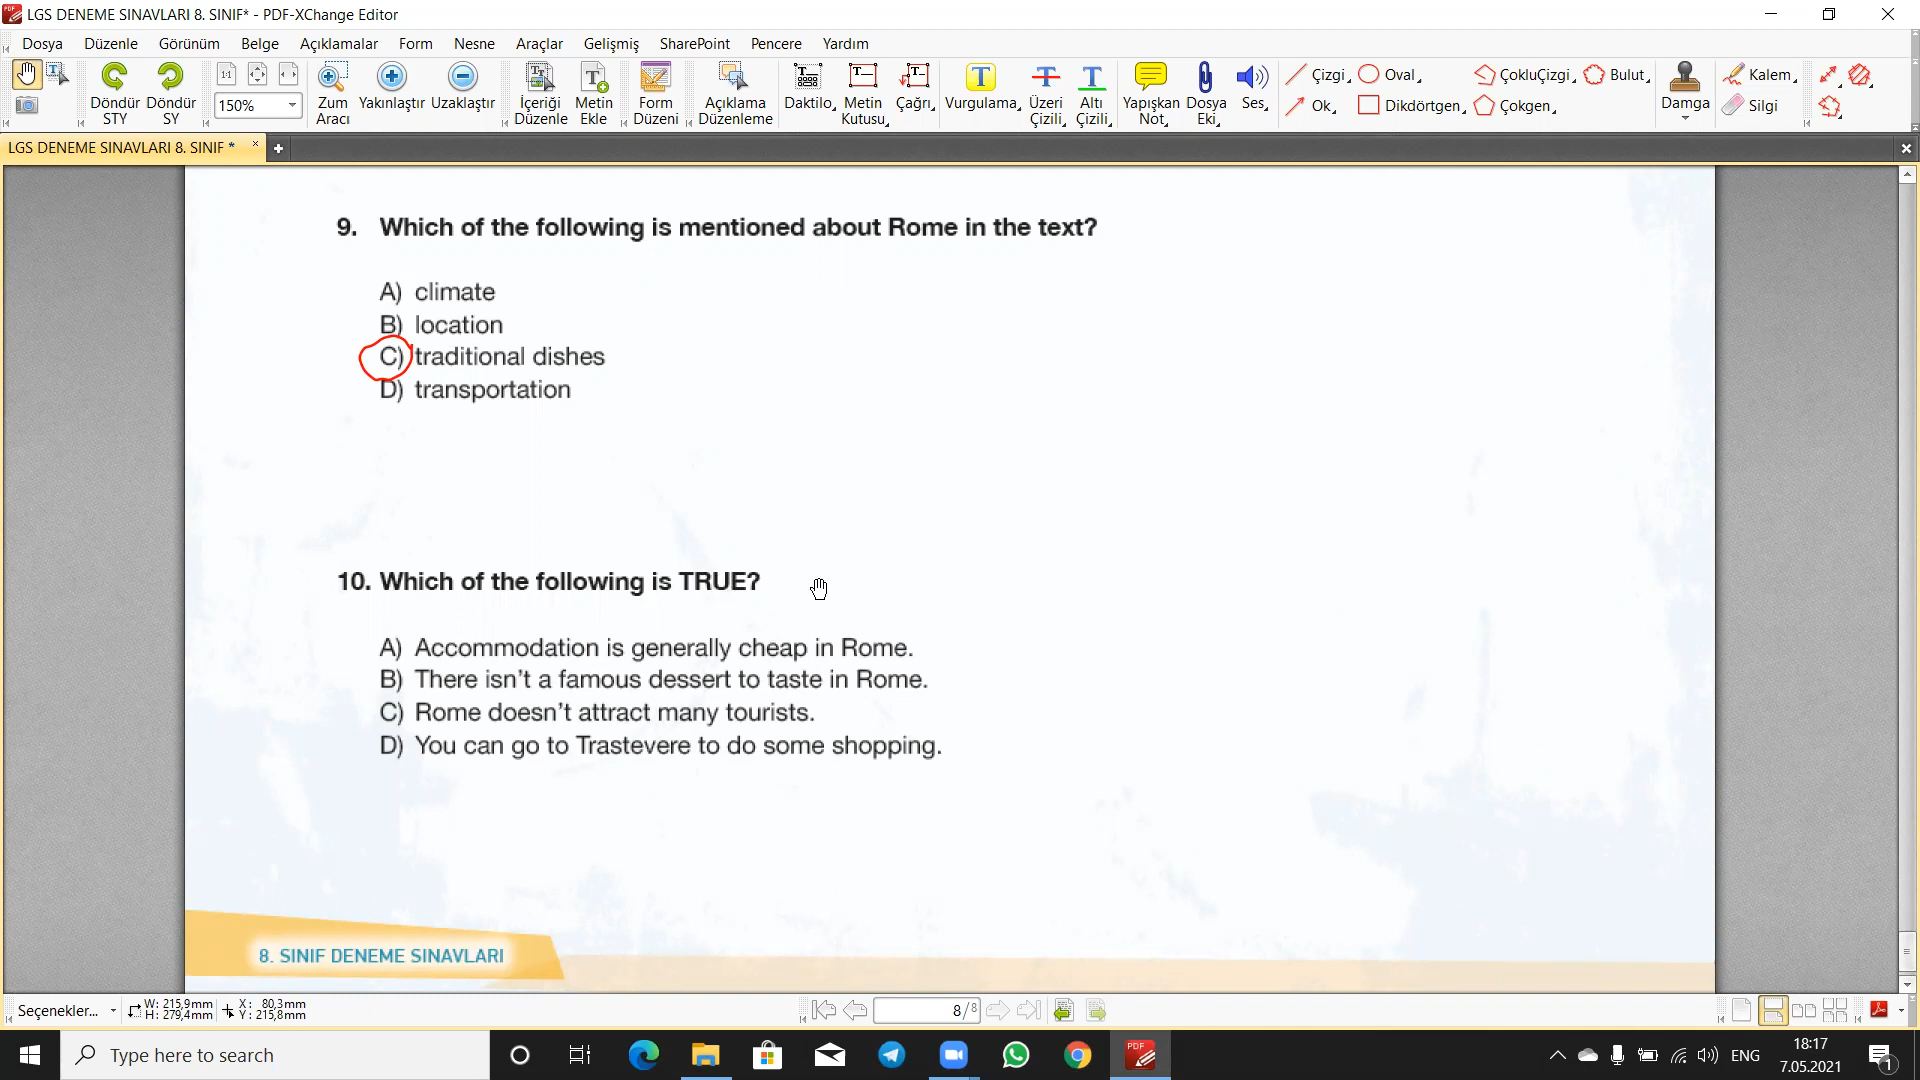 LGS DENEME SINAVLARI 8. SINIF* - PDF-XChange Editor
Dosya Düzenle Görünüm Belge Açıklamalar Form Nesne Araçlar Gelişmiş SharePoint Pencere Yardım
Döndür STY
Döndür SY
1:1
150%
Zum Aracı
Yakınlaştır
Uzaklaştır
İçeriği Düzenle
Metin Ekle
Form Düzeni
Açıklama Düzenleme
Daktilo
Metin Kutusu
Çağrı
Vurgulama
Üzeri Çizili
Altı Çizili
Yapışkan Not
Dosya Eki
Ses
Çizgi
Ok
Oval
Dikdörtgen
ÇokluÇizgi
Çokgen
Bulut
Damga
Kalem
Silgi
LGS DENEME SINAVLARI 8. SINIF *
9. Which of the following is mentioned about Rome in the text?
A) climate
B) location
C) traditional dishes
D) transportation
10. Which of the following is TRUE?
A) Accommodation is generally cheap in Rome.
B) There isn't a famous dessert to taste in Rome.
C) Rome doesn't attract many tourists.
D) You can go to Trastevere to do some shopping.
8. SINIF DENEME SINAVLARI
Seçenekler...
W: 215,9mm
H: 279,4mm
X: 80,3mm
Y: 215,8mm
8/8
Type here to search
PDF
ENG
18:17
7.05.2021
1